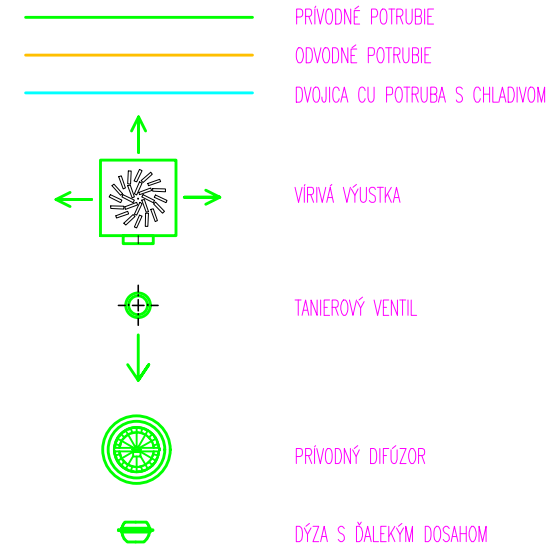 PRÍVODNÉ POTRUBIE
ODVODNÉ POTRUBIE
DVOJICA CU POTRUBA S CHLADIVOM
VÍRIVÁ VÝUSTKA
TANIEROVÝ VENTIL
PRÍVODNÝ DIFÚZOR
DÝZA S ĎALEKÝM DOSAHOM